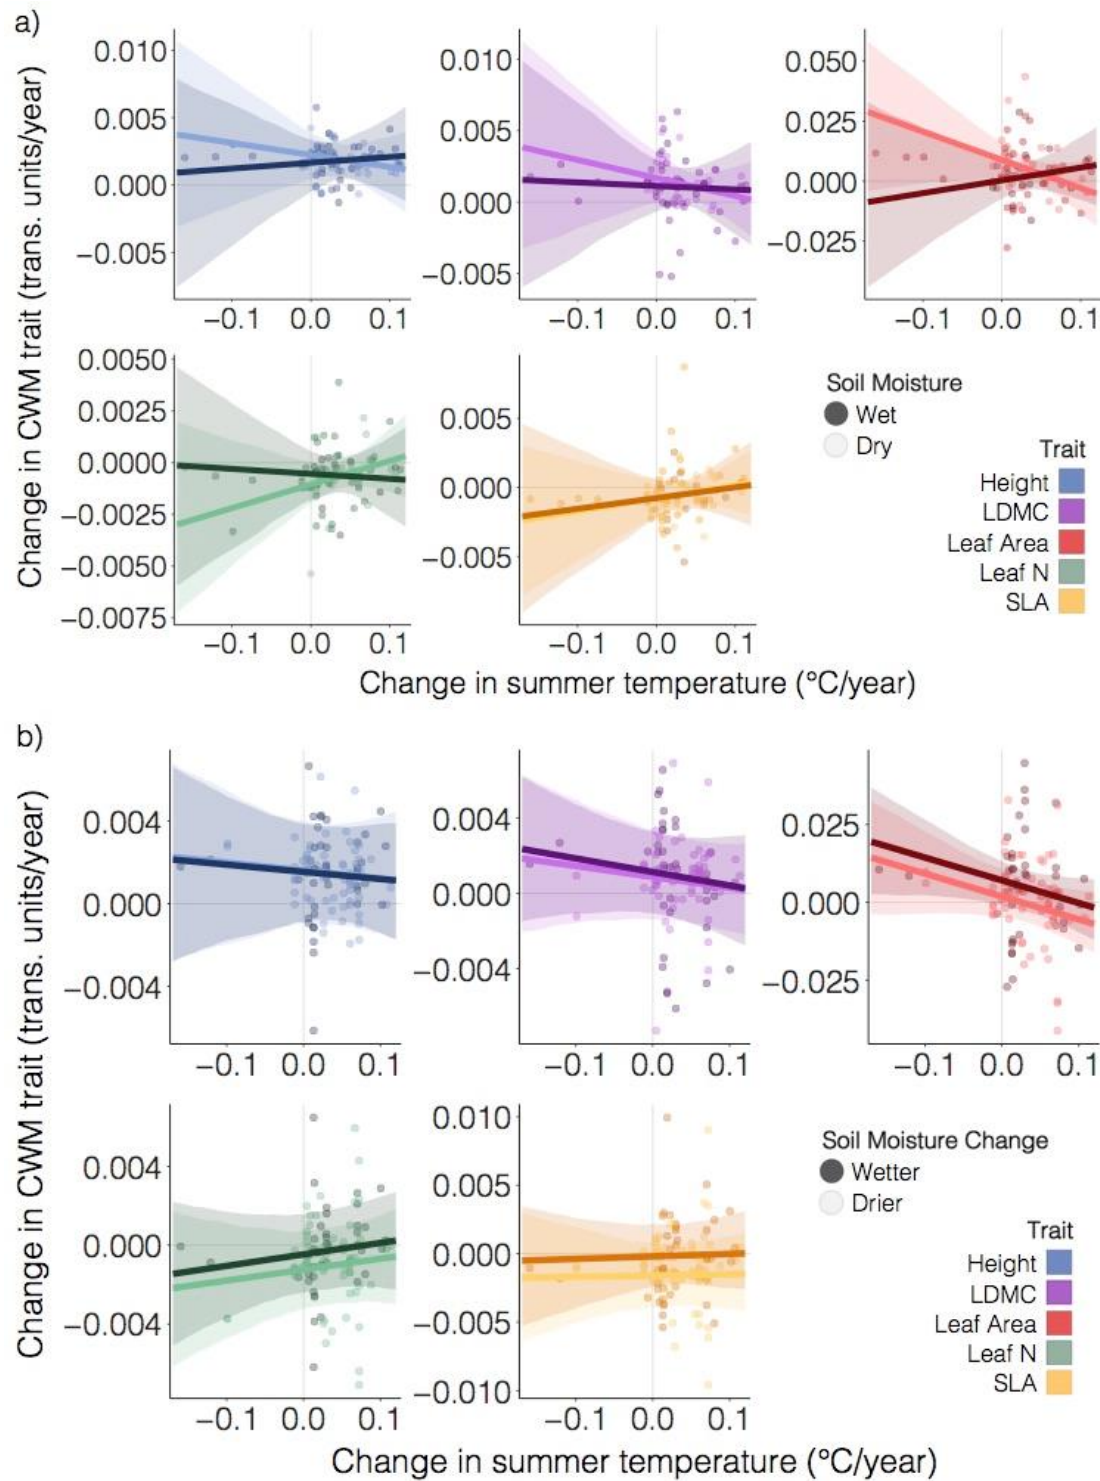 a)
Change in CWM trait (trans. units/year)
0.010
0.005
0.000
−0.005
−0.1 0.0 0.1
0.010
0.005
0.000
−0.005
−0.1 0.0 0.1
0.050
0.025
0.000
−0.025
−0.1 0.0 0.1
0.0050
0.0025
0.0000
−0.0025
−0.0050
−0.0075
−0.1 0.0 0.1
0.005
0.000
−0.005
−0.1 0.0 0.1
Soil Moisture
Wet
Dry
Trait
Height
LDMC
Leaf Area
Leaf N
SLA
Change in summer temperature (°C/year)
b)
Change in CWM trait (trans. units/year)
0.004
0.000
−0.004
−0.1 0.0 0.1
0.004
0.000
−0.004
−0.1 0.0 0.1
0.025
0.000
−0.025
−0.1 0.0 0.1
0.004
0.000
−0.004
−0.1 0.0 0.1
0.010
0.005
0.000
−0.005
−0.010
−0.1 0.0 0.1
Soil Moisture Change
Wetter
Drier
Trait
Height
LDMC
Leaf Area
Leaf N
SLA
Change in summer temperature (°C/year)